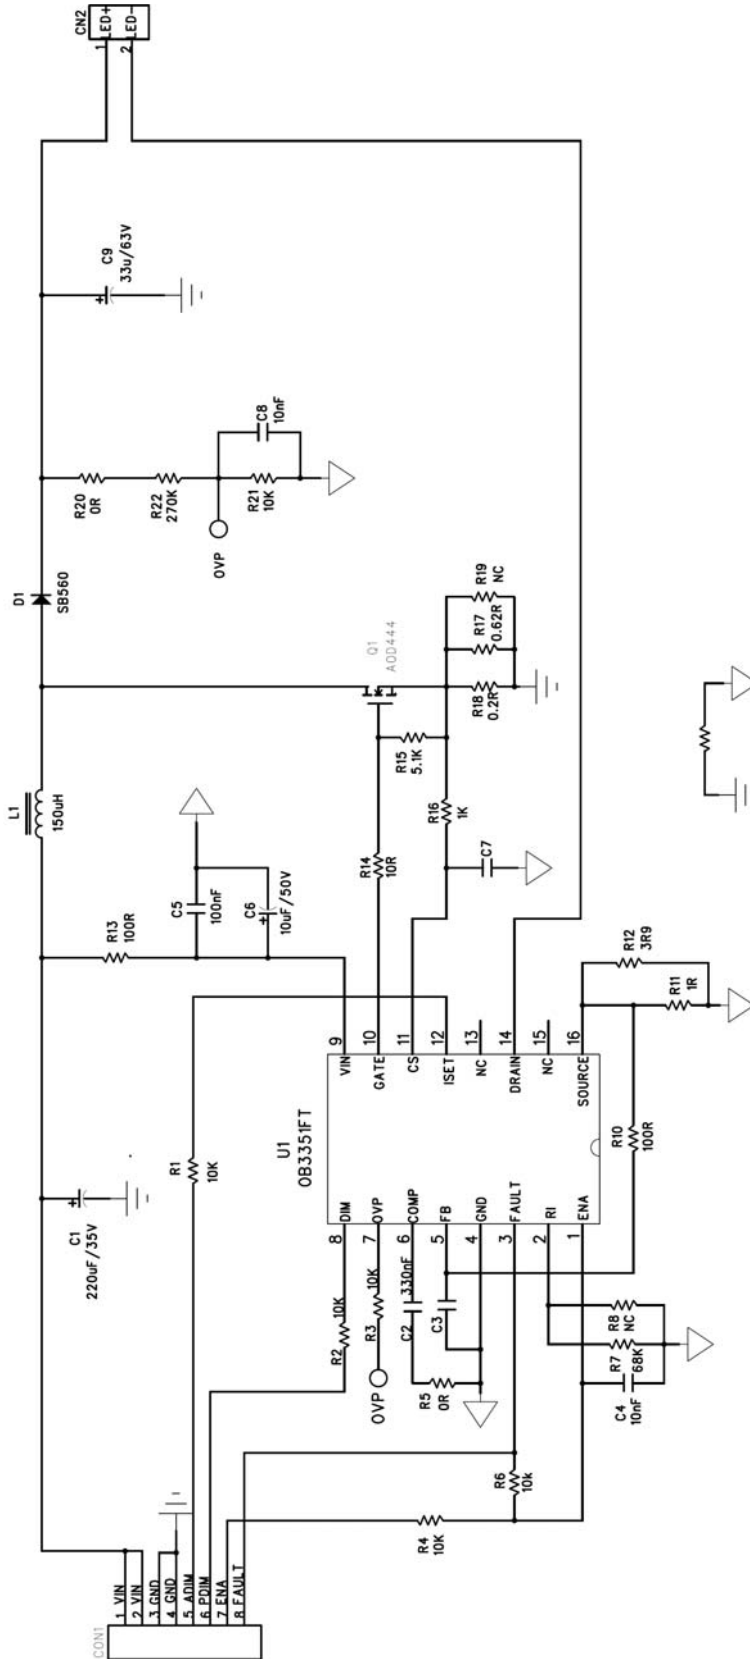 CN2
LED+
LED-
1
2
C9
33u/63V
C8
10nF
R20
0R
R22
270K
R21
10K
OVP
D1
SB560
R19
NC
R17
0.62R
R18
0.2R
Q1
AOD444
R15
5.1K
R16
1K
L1
150uH
R14
10R
C7
C5
100nF
C6
10uF/50V
R13
100R
R12
3R9
R11
1R
R10
100R
R1
10K
U1
OB3351FT
9
10
11
12
13
14
15
16
VIN
GATE
CS
ISET
NC
DRAIN
NC
SOURCE
DIM
OVP
COMP
FB
GND
FAULT
RI
ENA
8
7
6
5
4
3
2
1
C1
220uF/35V
R2
10K
R3
10K
OVP
C2
330nF
C3
R5
0R
R8
NC
R7
68K
C4
10nF
R6
10k
R4
10K
CON1
1 VIN
2 VIN
3 GND
4 GND
5 ADIM
6 PDIM
7 ENA
8 FAULT